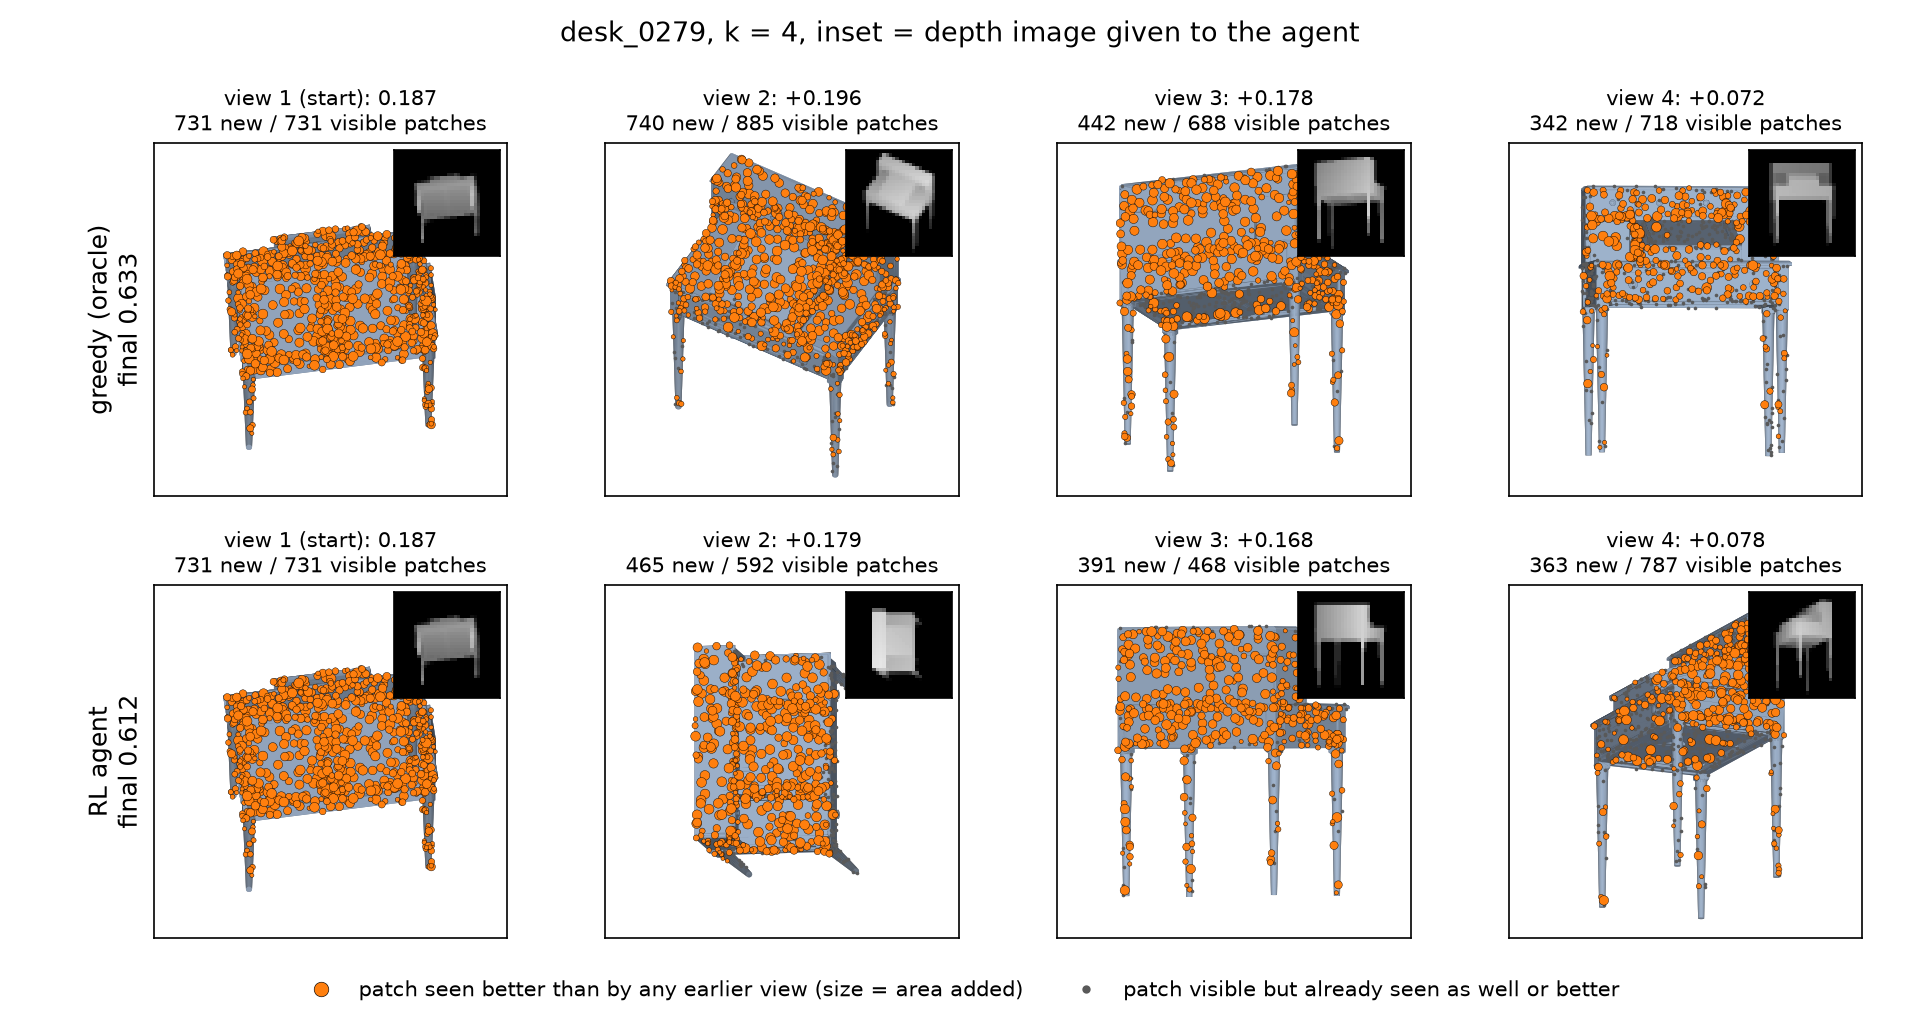 desk_0279, k = 4, inset = depth image given to the agent
view 1 (start): 0.187
731 new / 731 visible patches
view 2: +0.196
740 new / 885 visible patches
view 3: +0.178
442 new / 688 visible patches
view 4: +0.072
342 new / 718 visible patches
greedy (oracle)
final 0.633
view 1 (start): 0.187
731 new / 731 visible patches
view 2: +0.179
465 new / 592 visible patches
view 3: +0.168
391 new / 468 visible patches
view 4: +0.078
363 new / 787 visible patches
RL agent
final 0.612
patch seen better than by any earlier view (size = area added)
patch visible but already seen as well or better